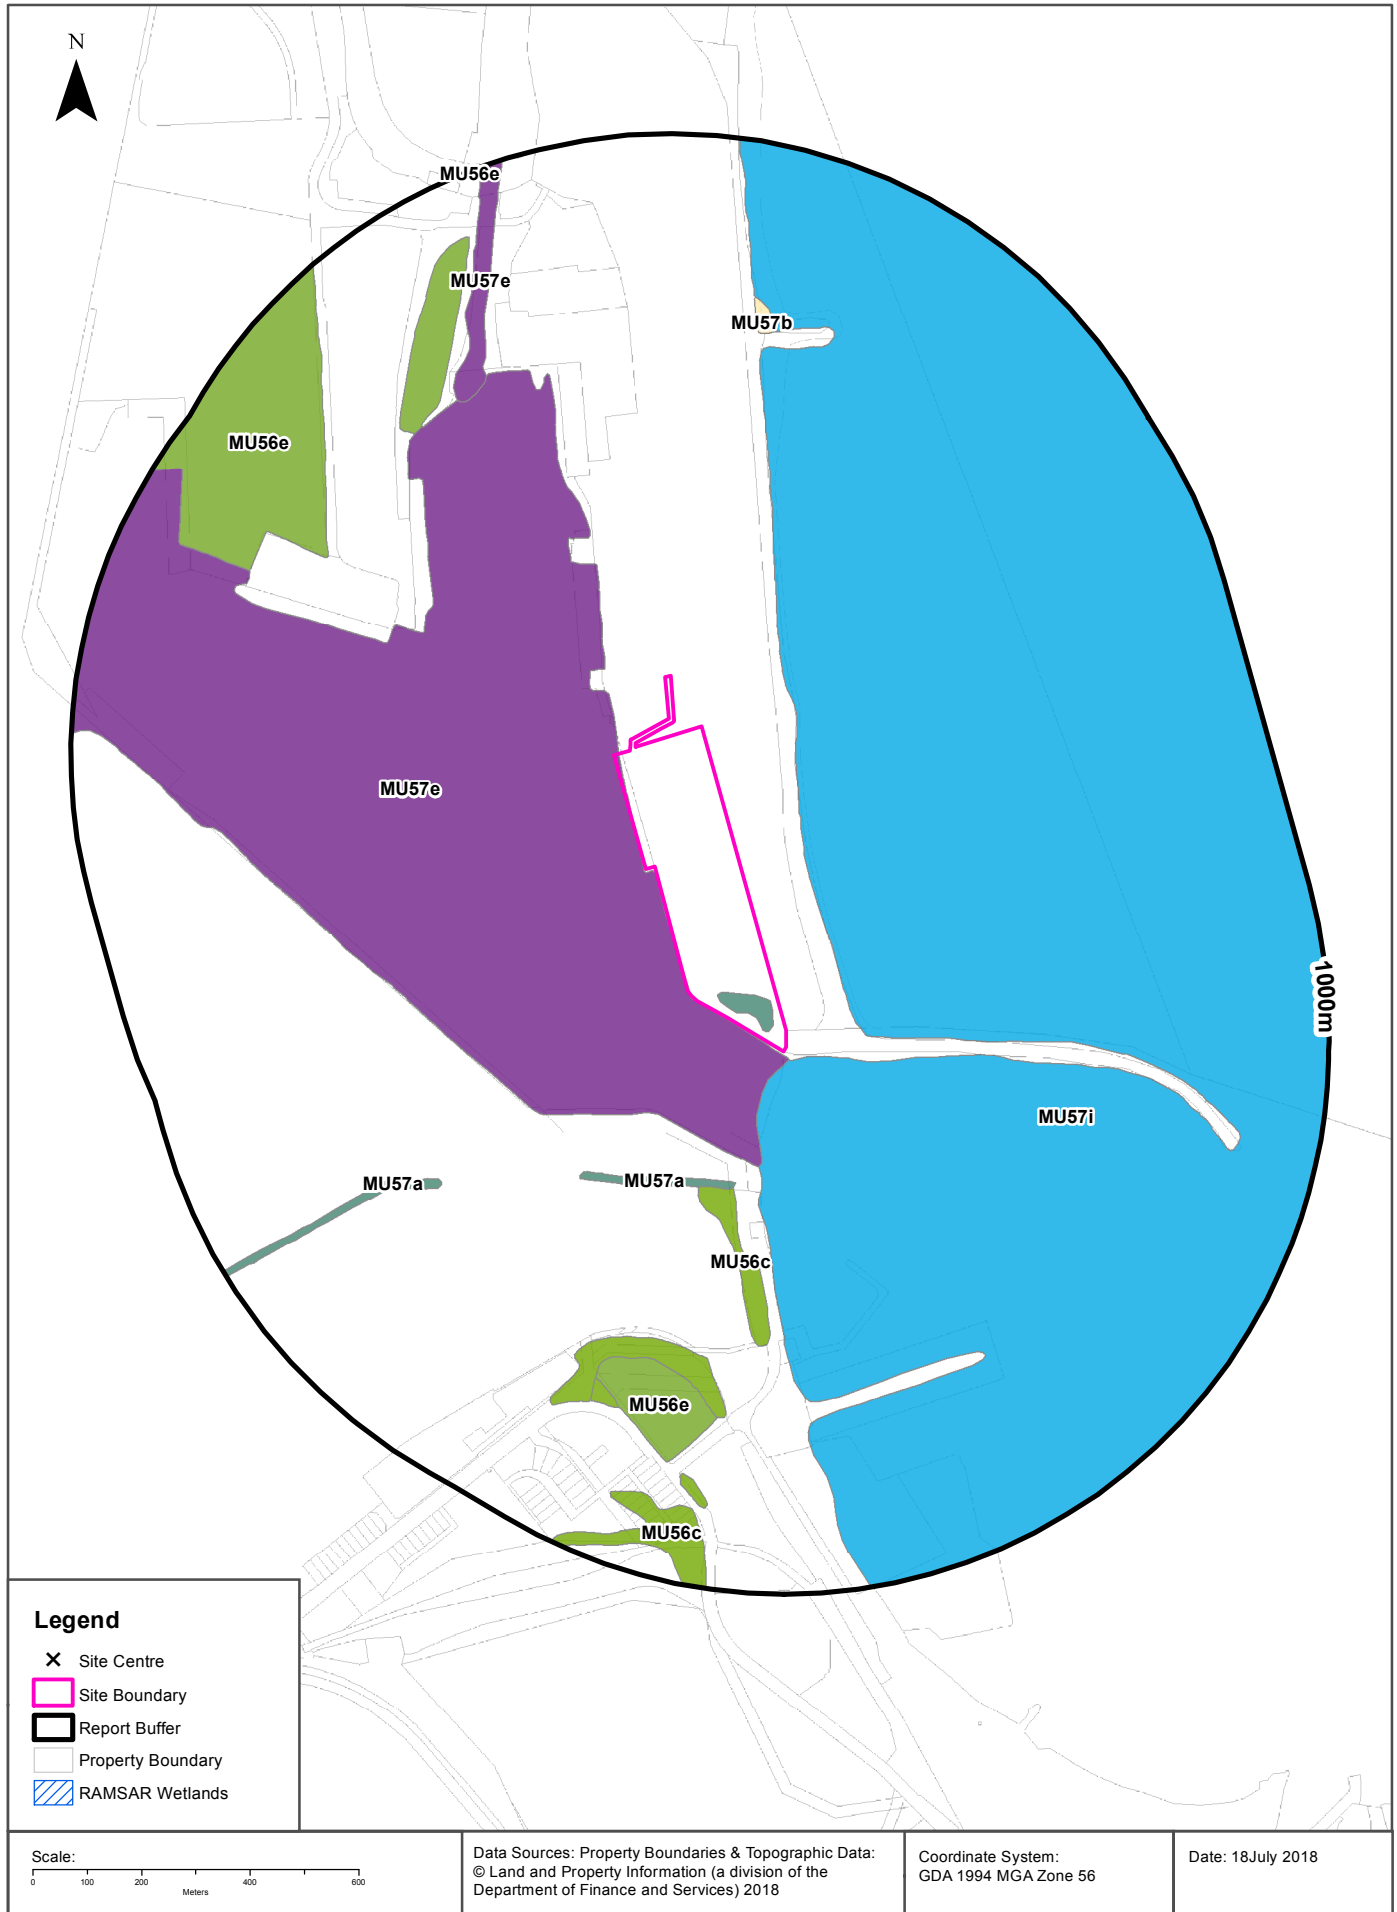 N
MU56e
MU57e
MU57b
MU56e
MU57e
1000m
MU57i
MU57a
MU57a
MU56c
MU56e
MU56c
Legend
Site Centre
Site Boundary
Report Buffer
Property Boundary
RAMSAR Wetlands
Scale:
0 100 200 400 600
Meters
Data Sources: Property Boundaries & Topographic Data:
© Land and Property Information (a division of the
Department of Finance and Services) 2018
Coordinate System:
GDA 1994 MGA Zone 56
Date: 18July 2018